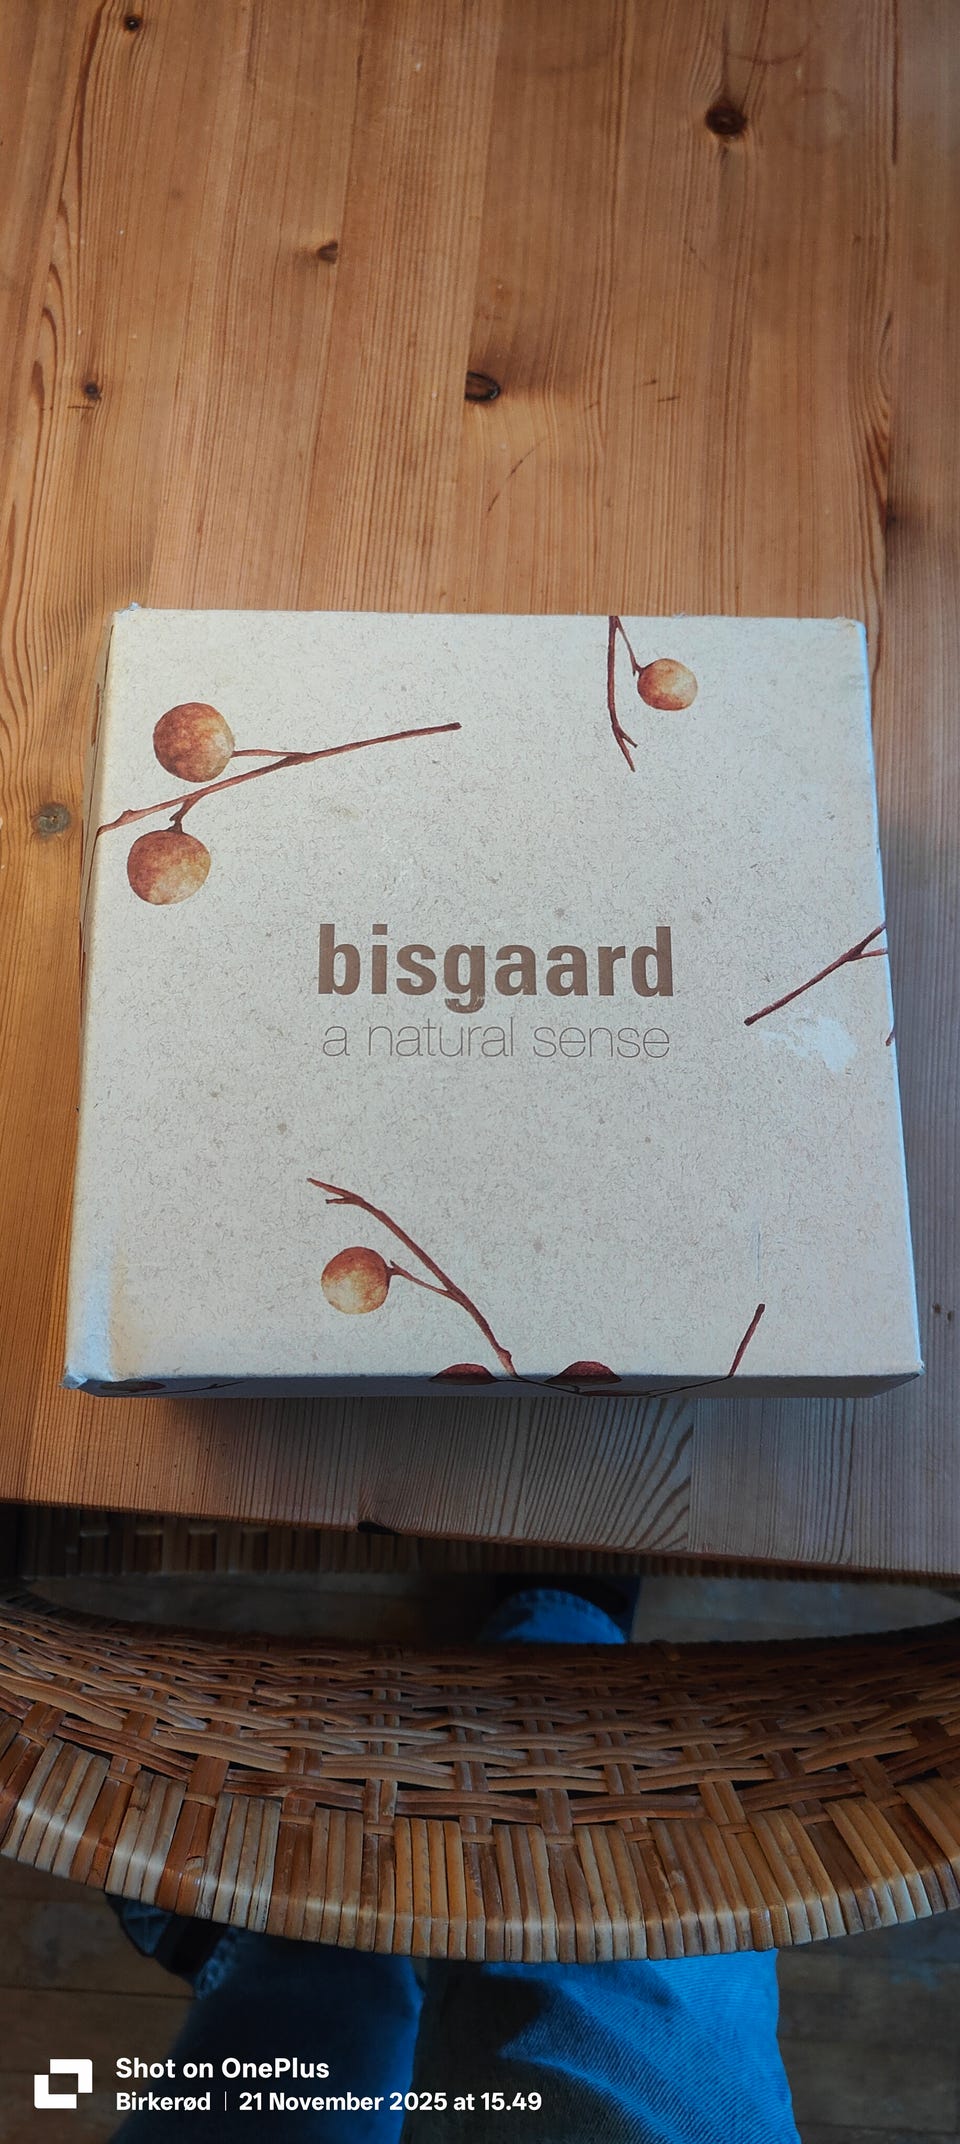 bisgaard
a natural sense
Shot on OnePlus
Birkerød | 21 November 2025 at 15.49